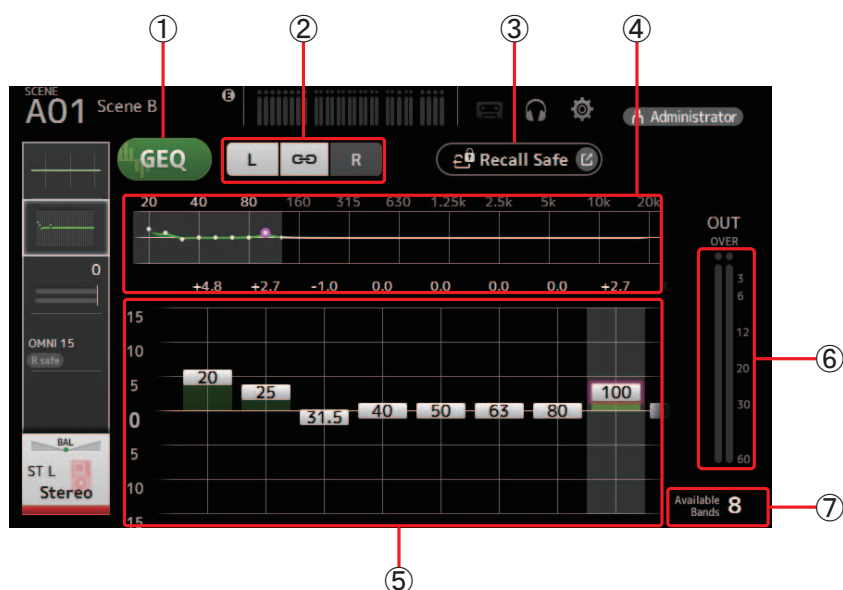 ① ② ③ ④
SCENE
A01 Scene B E Administrator
GEQ L R Recall Safe
20 40 80 160 315 630 1.25k 2.5k 5k 10k 20k
OUT
OVER
0
+4.8 +2.7 -1.0 0.0 0.0 0.0 0.0 +2.7
3
6
12
20
30
60
⑥
OMNI 15
R safe
15
10
5
0
5
10
15
20 25 31.5 40 50 63 80 100
BAL
ST L
Stereo
Available
Bands 8
⑦
⑤